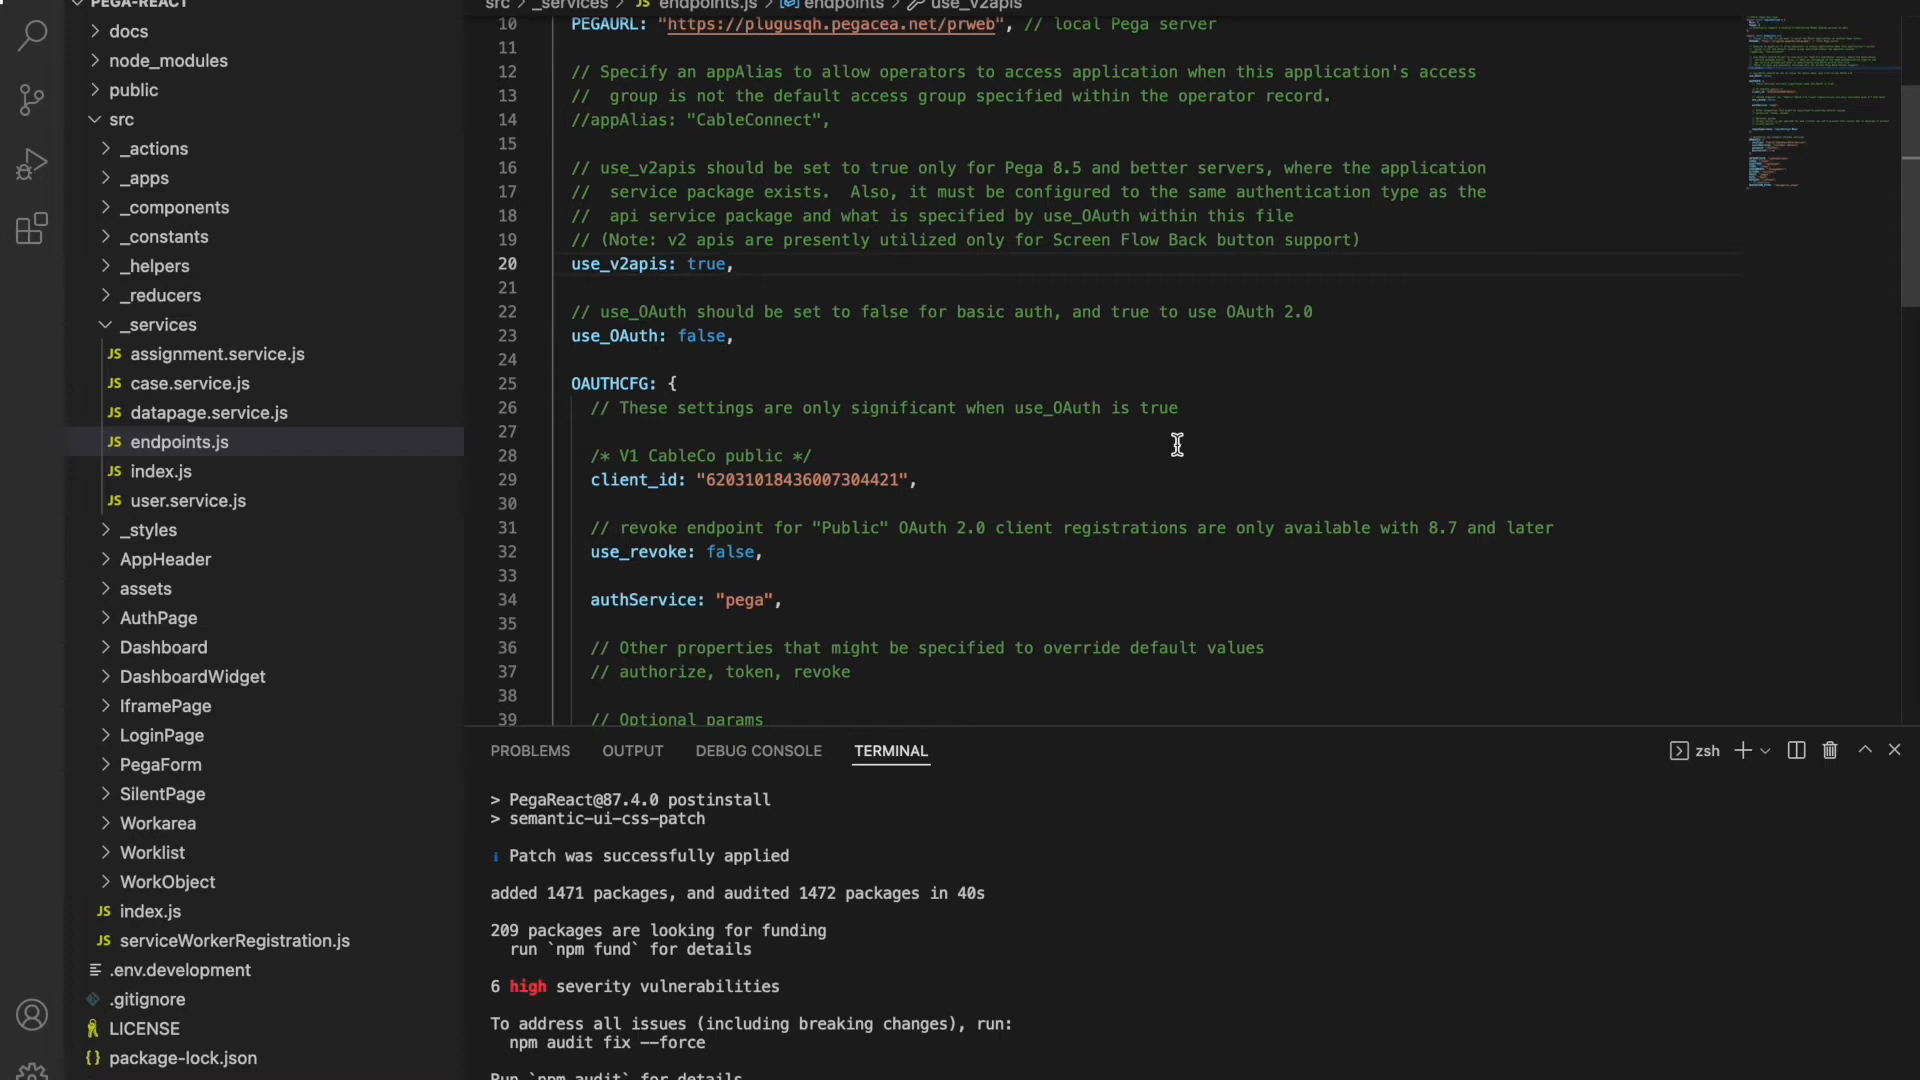 PEGA-REACT
docs
node_modules
public
src
_actions
_apps
_components
_constants
_helpers
_reducers
_services
JS assignment.service.js
JS case.service.js
JS datapage.service.js
JS endpoints.js
JS index.js
JS user.service.js
_styles
AppHeader
assets
AuthPage
Dashboard
DashboardWidget
IframePage
LoginPage
PegaForm
SilentPage
Workarea
Worklist
WorkObject
JS index.js
JS serviceWorkerRegistration.js
.env.development
.gitignore
LICENSE
{} package-lock.json
src > _services > JS endpoints.js > endpoints > use_v2apis
10 PEGAURL: "https://plugusqh.pegacea.net/prweb", // local Pega server
11
12 // Specify an appAlias to allow operators to access application when this application's access
13 //  group is not the default access group specified within the operator record.
14 //appAlias: "CableConnect",
15
16 // use_v2apis should be set to true only for Pega 8.5 and better servers, where the application
17 //  service package exists.  Also, it must be configured to the same authentication type as the
18 //  api service package and what is specified by use_OAuth within this file
19 // (Note: v2 apis are presently utilized only for Screen Flow Back button support)
20 use_v2apis: true,
21
22 // use_OAuth should be set to false for basic auth, and true to use OAuth 2.0
23 use_OAuth: false,
24
25 OAUTHCFG: {
26 // These settings are only significant when use_OAuth is true
27
28 /* V1 CableCo public */
29 client_id: "62031018436007304421",
30
31 // revoke endpoint for "Public" OAuth 2.0 client registrations are only available with 8.7 and later
32 use_revoke: false,
33
34 authService: "pega",
35
36 // Other properties that might be specified to override default values
37 // authorize, token, revoke
38
39 // Optional params
PROBLEMS OUTPUT DEBUG CONSOLE TERMINAL zsh
> PegaReact@87.4.0 postinstall
> semantic-ui-css-patch
i Patch was successfully applied
added 1471 packages, and audited 1472 packages in 40s
209 packages are looking for funding
run `npm fund` for details
6 high severity vulnerabilities
To address all issues (including breaking changes), run:
npm audit fix --force
Run `npm audit` for details.